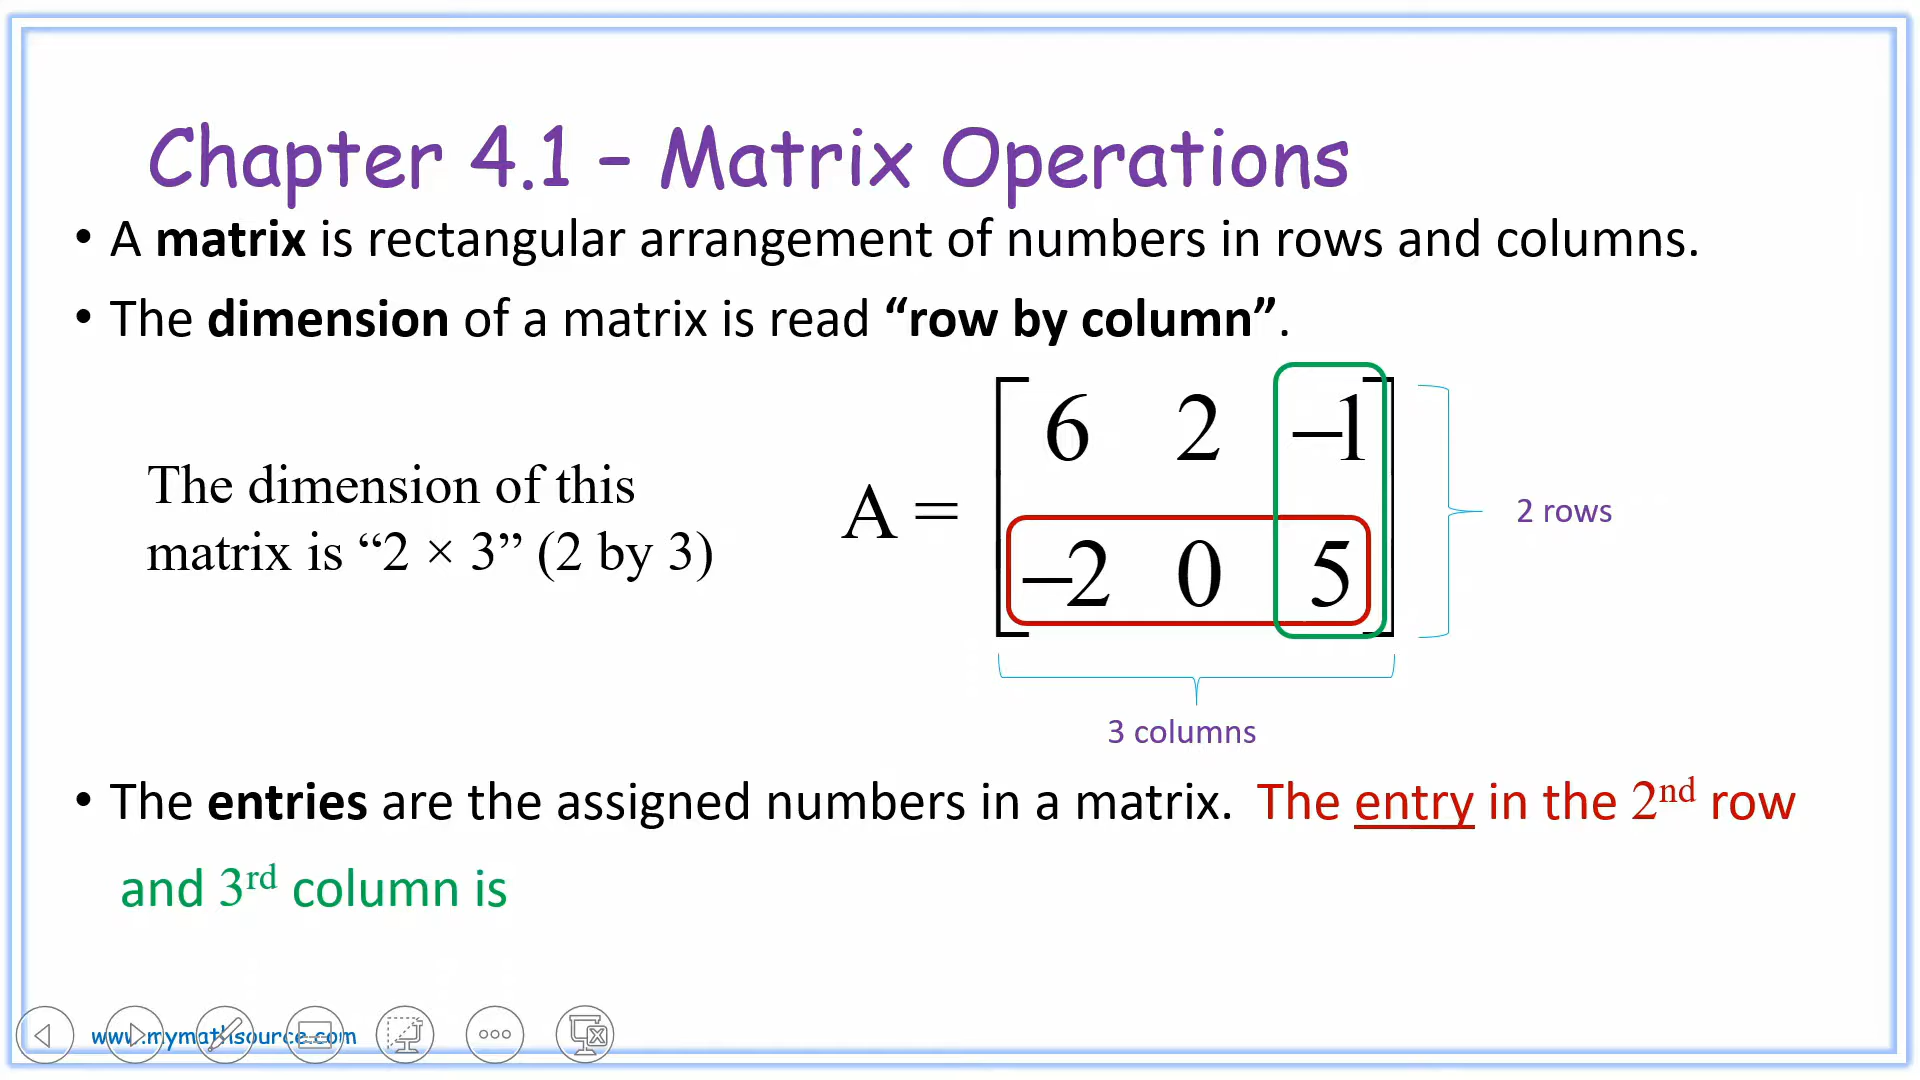 Chapter 4.1 – Matrix Operations
• A matrix is rectangular arrangement of numbers in rows and columns.
• The dimension of a matrix is read “row by column”.
The dimension of this
matrix is “2 × 3” (2 by 3)
A =
6 2 –1
–2 0 5
2 rows
3 columns
• The entries are the assigned numbers in a matrix. The entry in the 2nd row
and 3rd column is
www.mymathsource.com